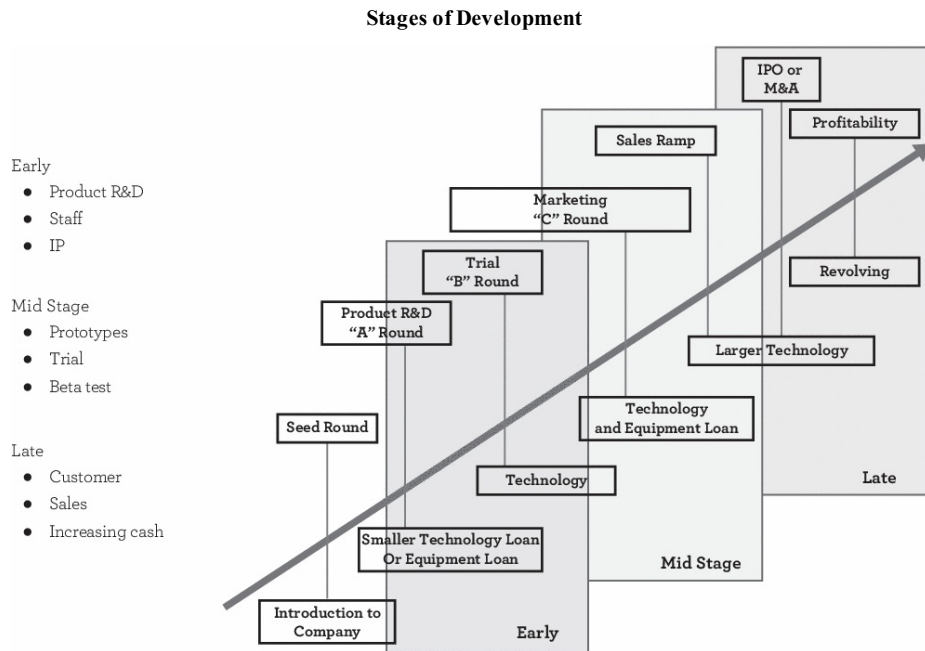 Stages of Development
Early
● Product R&D
● Staff
● IP
Mid Stage
● Prototypes
● Trial
● Beta test
Late
● Customer
● Sales
● Increasing cash
IPO or
M&A
Profitability
Sales Ramp
Marketing
“C” Round
Trial
“B” Round
Revolving
Product R&D
“A” Round
Larger Technology
Seed Round
Technology
and Equipment Loan
Technology
Late
Smaller Technology Loan
Or Equipment Loan
Mid Stage
Introduction to
Company
Early